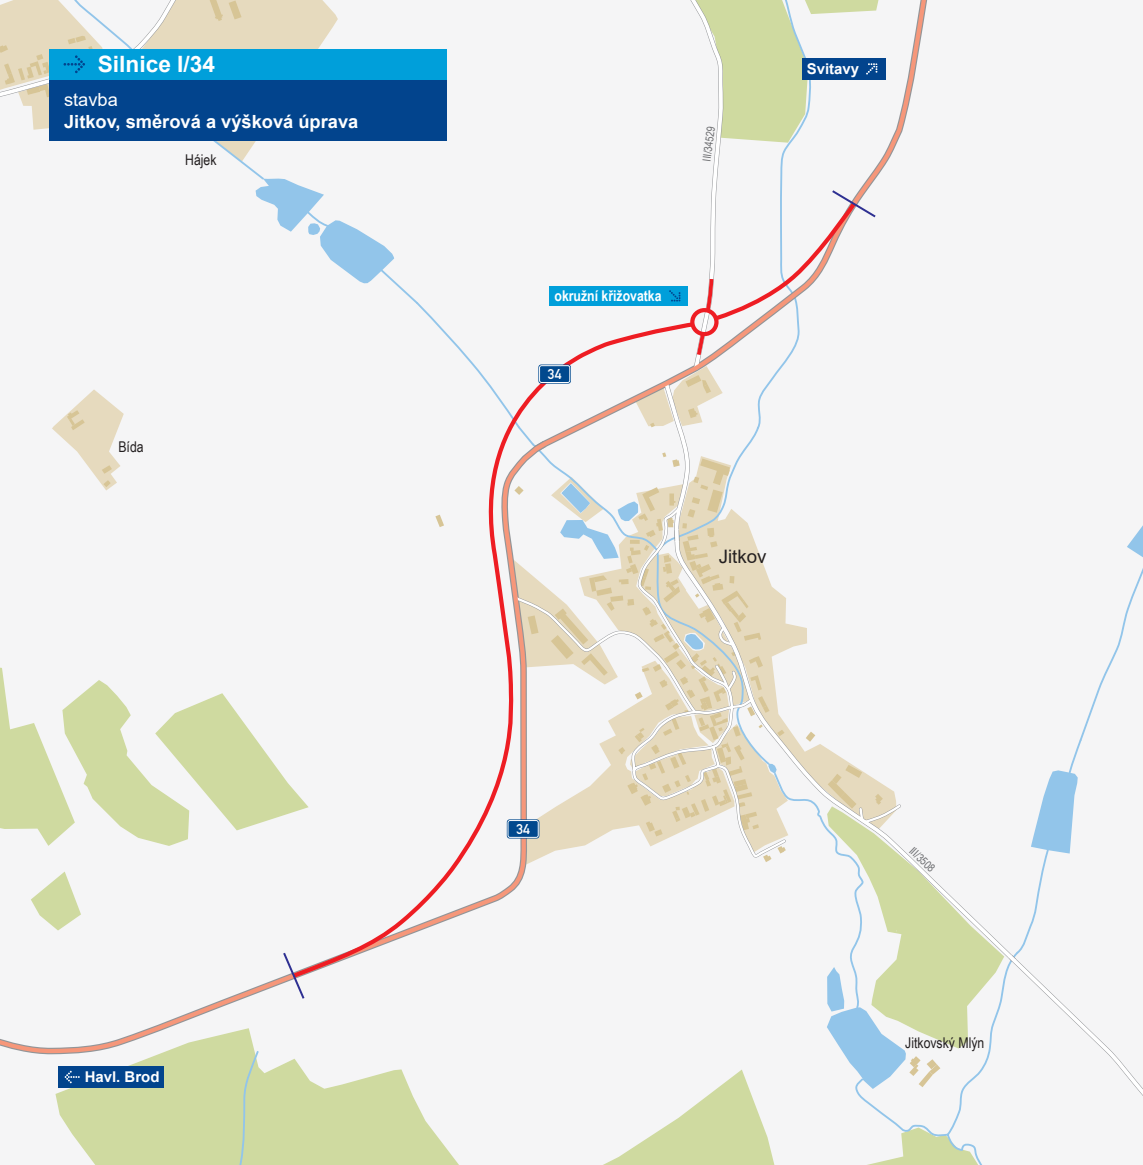 Silnice I/34
stavba
Jitkov, směrová a výšková úprava
Svitavy
Hájek
III/34529
okružní křižovatka
34
Bída
Jitkov
34
III/3508
Jitkovský Mlýn
Havl. Brod